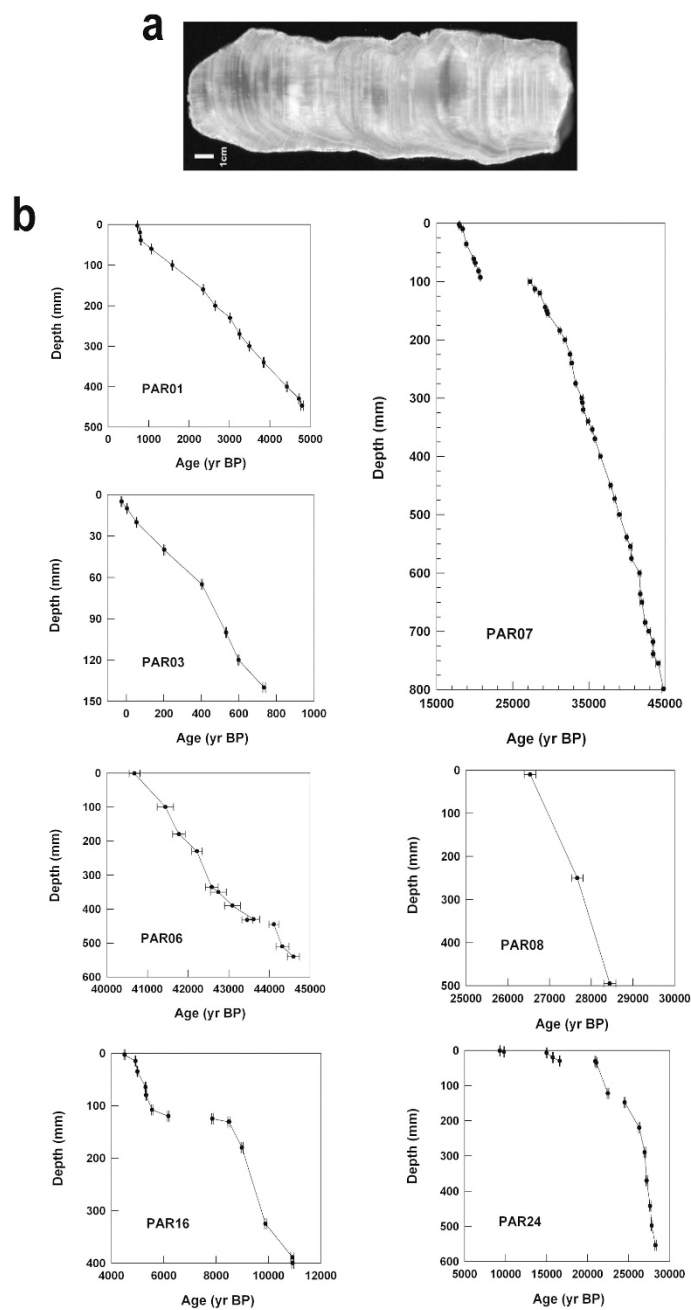 a
1cm
b
0
100
200
300
400
500
Depth (mm)
PAR01
0 1000 2000 3000 4000 5000
Age (yr BP)
0
30
60
90
120
150
Depth (mm)
PAR03
0 200 400 600 800 1000
Age (yr BP)
0
100
200
300
400
500
600
700
800
Depth (mm)
PAR07
15000 25000 35000 45000
Age (yr BP)
0
100
200
300
400
500
600
Depth (mm)
PAR06
40000 41000 42000 43000 44000 45000
Age (yr BP)
0
100
200
300
400
500
Depth (mm)
PAR08
25000 26000 27000 28000 29000 30000
Age (yr BP)
0
100
200
300
400
Depth (mm)
PAR16
4000 6000 8000 10000 12000
Age (yr BP)
0
100
200
300
400
500
600
Depth (mm)
PAR24
5000 10000 15000 20000 25000 30000
Age (yr BP)